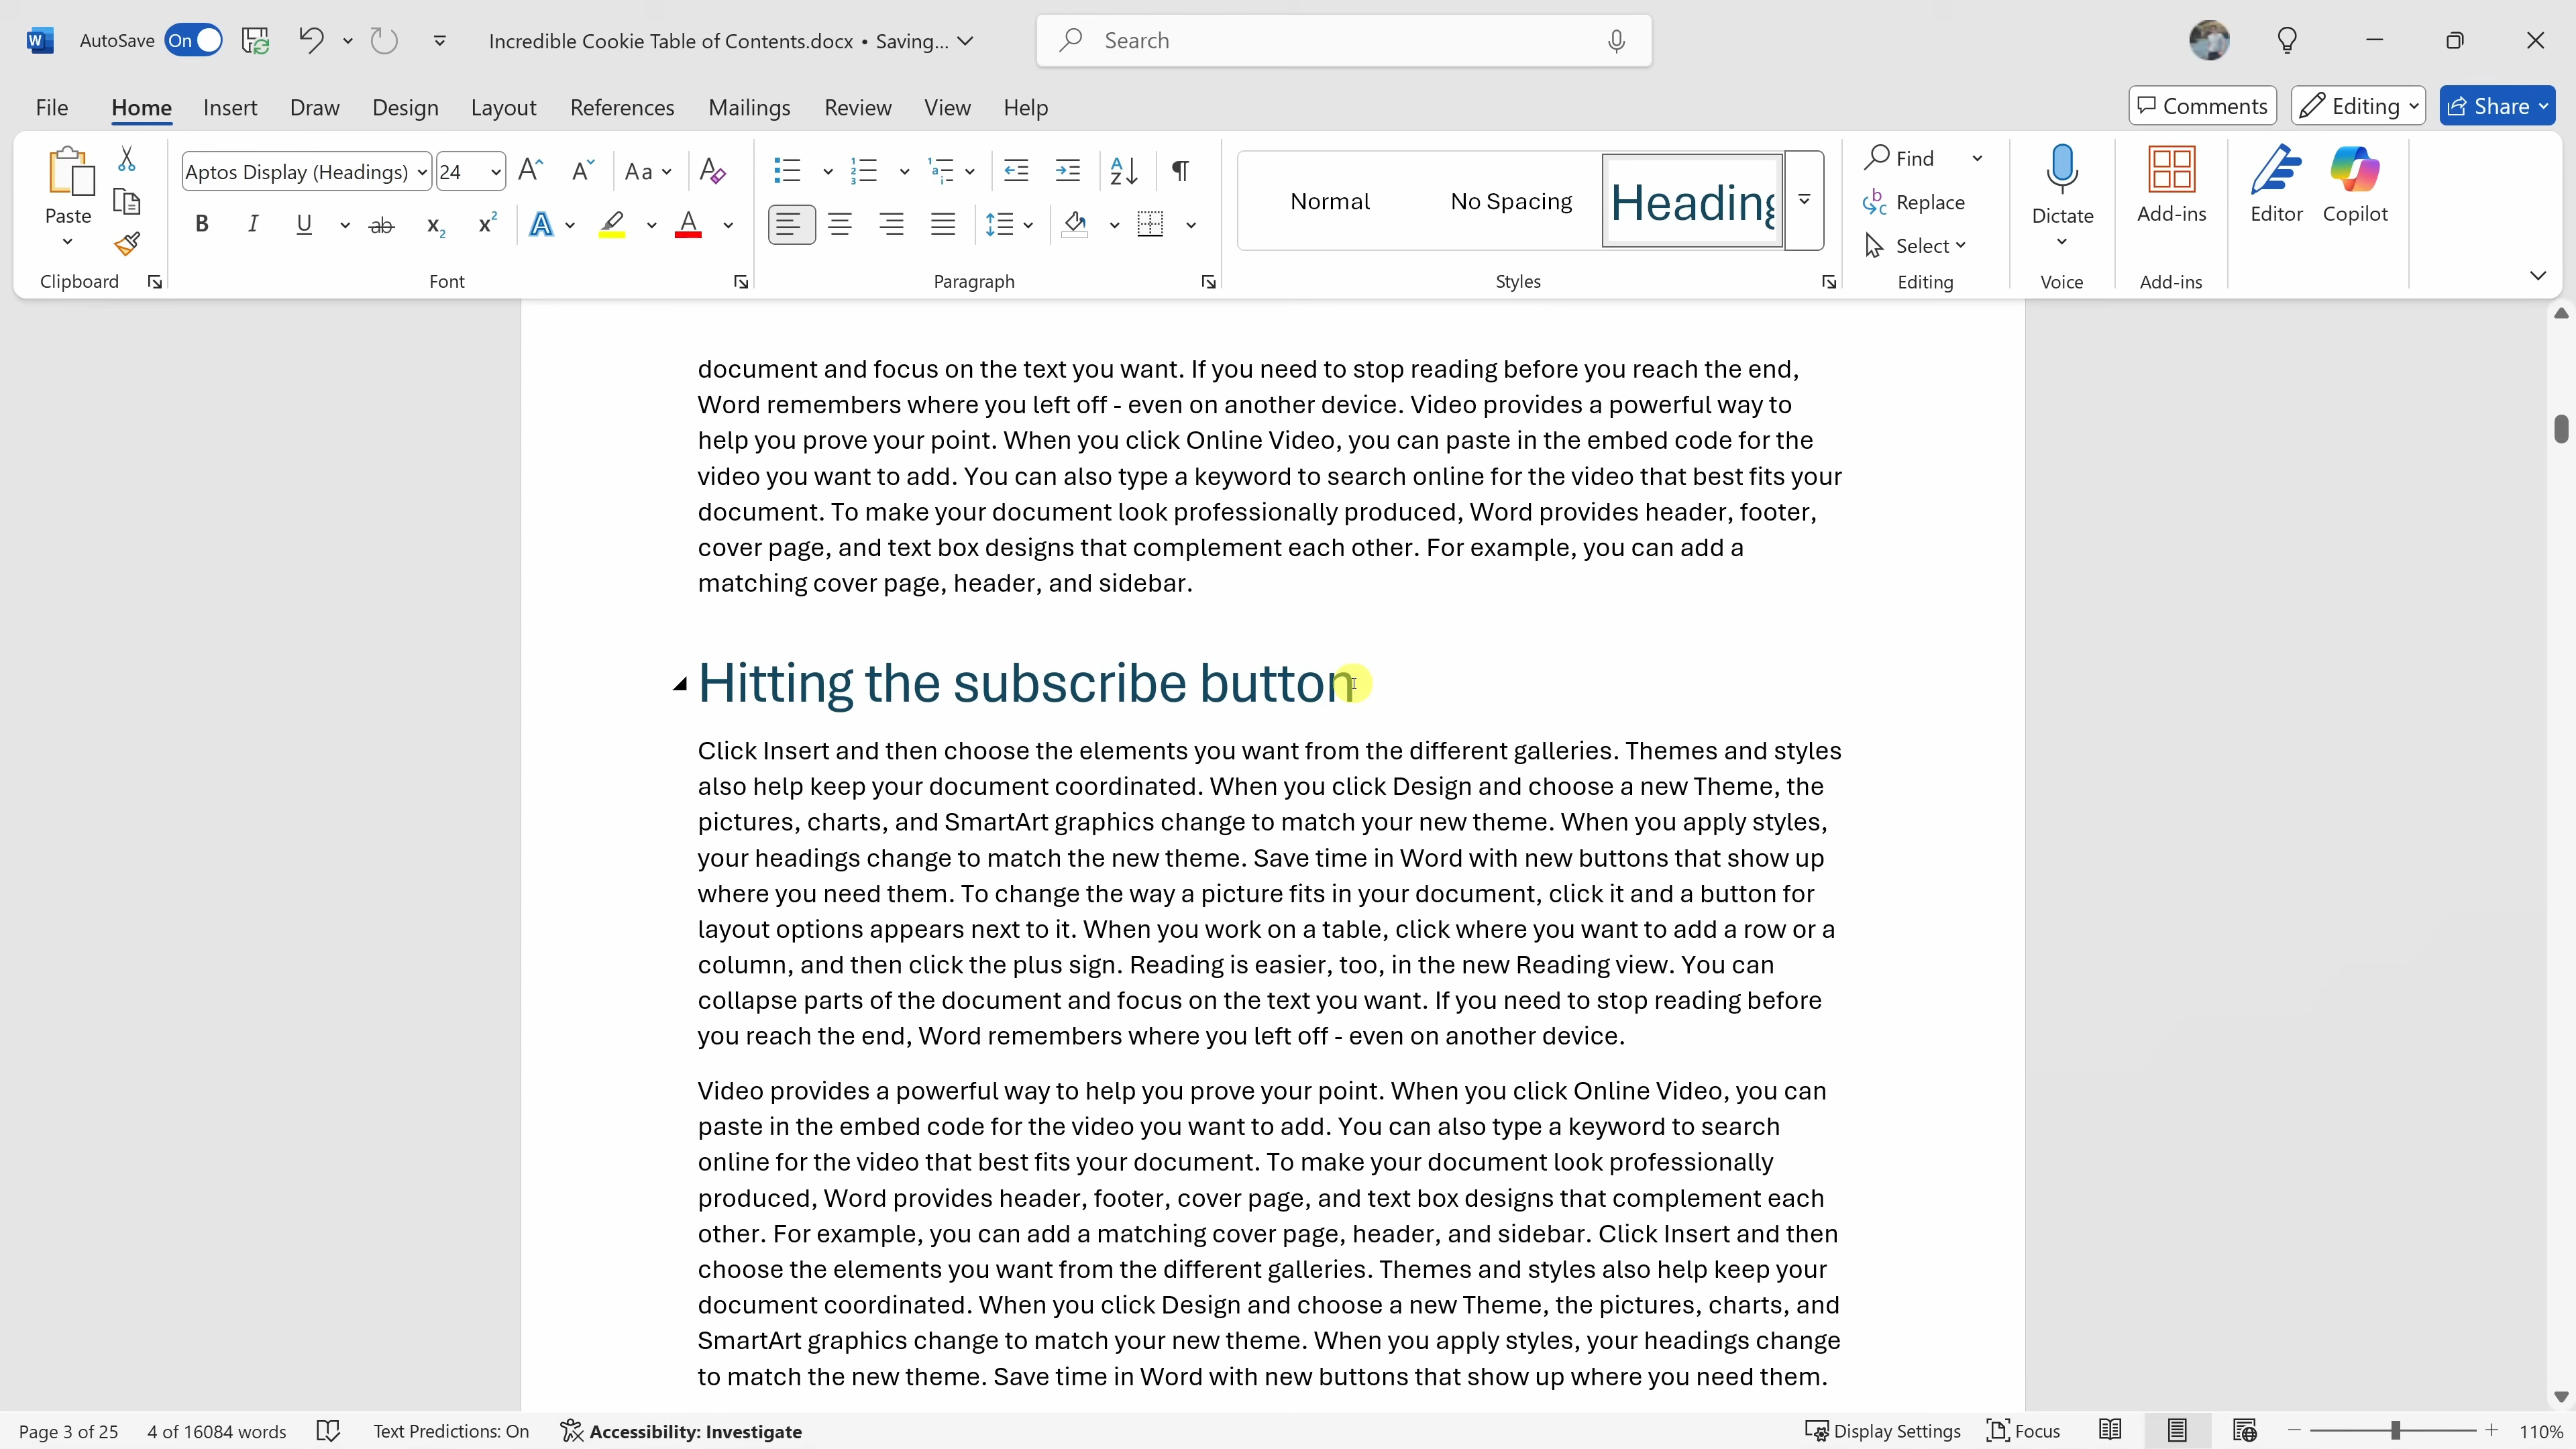 AutoSave On Incredible Cookie Table of Contents.docx • Saving... Search
File Home Insert Draw Design Layout References Mailings Review View Help Comments Editing Share
Paste Aptos Display (Headings) 24 Aa Normal No Spacing Heading Find Replace Select Dictate Add-ins Editor Copilot
Clipboard Font Paragraph Styles Editing Voice Add-ins
document and focus on the text you want. If you need to stop reading before you reach the end,
Word remembers where you left off - even on another device. Video provides a powerful way to
help you prove your point. When you click Online Video, you can paste in the embed code for the
video you want to add. You can also type a keyword to search online for the video that best fits your
document. To make your document look professionally produced, Word provides header, footer,
cover page, and text box designs that complement each other. For example, you can add a
matching cover page, header, and sidebar.
Hitting the subscribe button
Click Insert and then choose the elements you want from the different galleries. Themes and styles
also help keep your document coordinated. When you click Design and choose a new Theme, the
pictures, charts, and SmartArt graphics change to match your new theme. When you apply styles,
your headings change to match the new theme. Save time in Word with new buttons that show up
where you need them. To change the way a picture fits in your document, click it and a button for
layout options appears next to it. When you work on a table, click where you want to add a row or a
column, and then click the plus sign. Reading is easier, too, in the new Reading view. You can
collapse parts of the document and focus on the text you want. If you need to stop reading before
you reach the end, Word remembers where you left off - even on another device.
Video provides a powerful way to help you prove your point. When you click Online Video, you can
paste in the embed code for the video you want to add. You can also type a keyword to search
online for the video that best fits your document. To make your document look professionally
produced, Word provides header, footer, cover page, and text box designs that complement each
other. For example, you can add a matching cover page, header, and sidebar. Click Insert and then
choose the elements you want from the different galleries. Themes and styles also help keep your
document coordinated. When you click Design and choose a new Theme, the pictures, charts, and
SmartArt graphics change to match your new theme. When you apply styles, your headings change
to match the new theme. Save time in Word with new buttons that show up where you need them.
Page 3 of 25 4 of 16084 words Text Predictions: On Accessibility: Investigate Display Settings Focus 110%